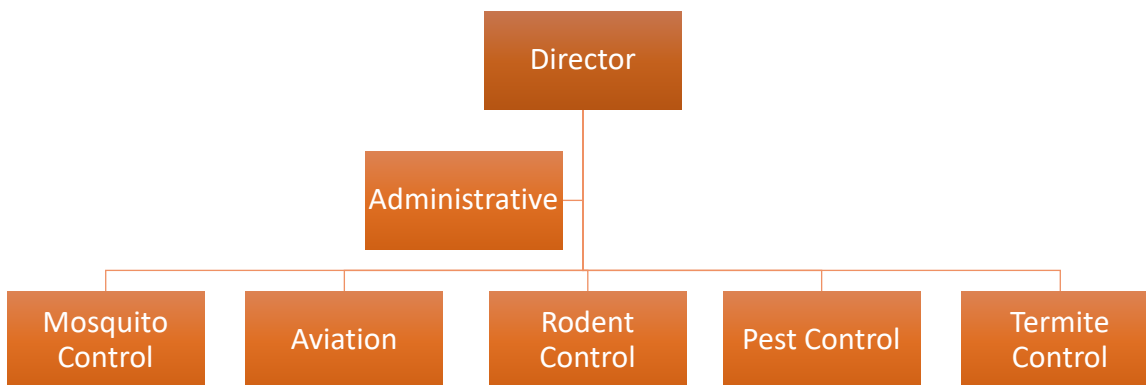 Director
Administrative
Mosquito
Control
Aviation
Rodent
Control
Pest Control
Termite
Control